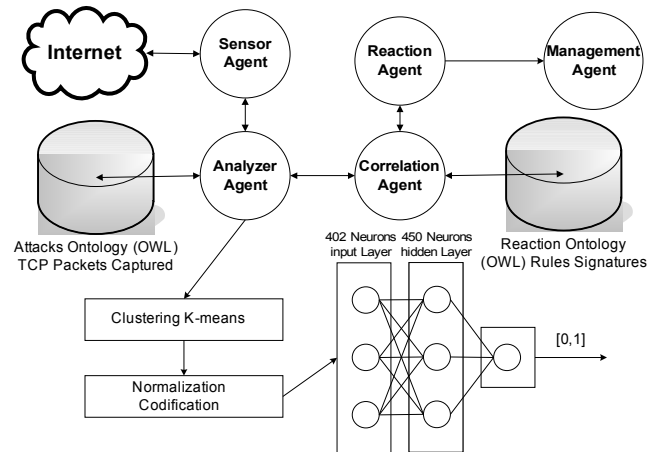 Internet
Sensor
Agent
Reaction
Agent
Management
Agent
Analyzer
Agent
Correlation
Agent
Attacks Ontology (OWL)
TCP Packets Captured
402 Neurons
input Layer
450 Neurons
hidden Layer
Reaction Ontology
(OWL) Rules Signatures
Clustering K-means
Normalization
Codification
[0,1]